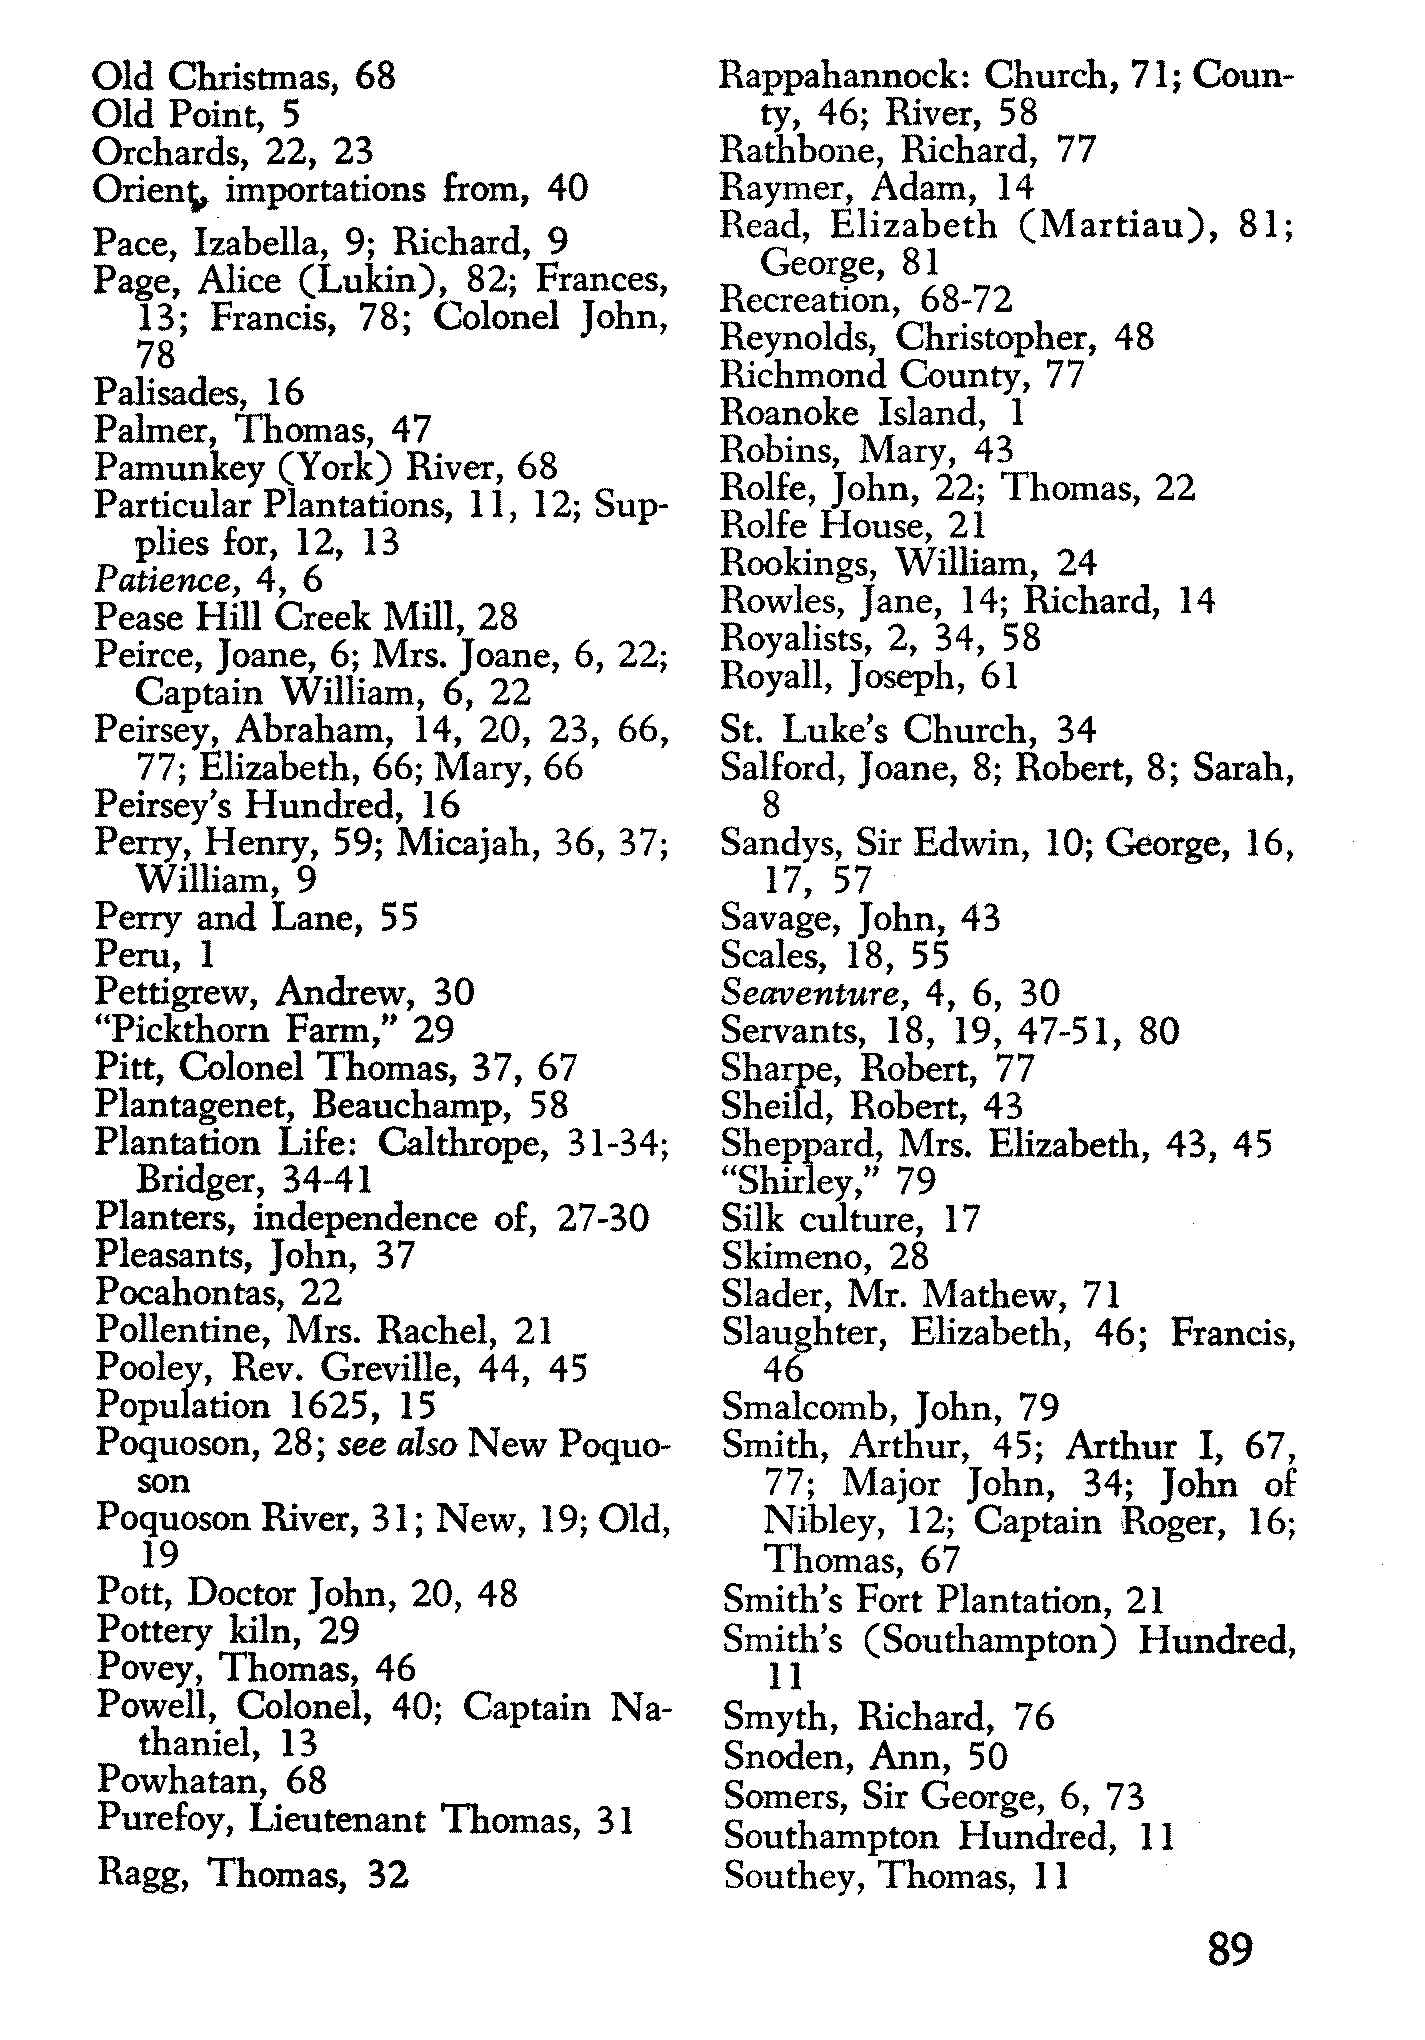 Old Christmas, 68
Old Point, 5
Orchards, 22, 23
Orient, importations from, 40
Pace, Izabella, 9; Richard, 9
Page, Alice (Lukin), 82; Frances,
13; Francis, 78; Colonel John,
78
Palisades, 16
Palmer, Thomas, 47
Pamunkey (York) River, 68
Particular Plantations, 11, 12; Sup-
plies for, 12, 13
Patience, 4, 6
Pease Hill Creek Mill, 28
Peirce, Joane, 6; Mrs. Joane, 6, 22;
Captain William, 6, 22
Peirsey, Abraham, 14, 20, 23, 66,
77; Elizabeth, 66; Mary, 66
Peirsey's Hundred, 16
Perry, Henry, 59; Micajah, 36, 37;
William, 9
Perry and Lane, 55
Peru, 1
Pettigrew, Andrew, 30
"Pickthorn Farm," 29
Pitt, Colonel Thomas, 37, 67
Plantagenet, Beauchamp, 58
Plantation Life: Calthrope, 31-34;
Bridger, 34-41
Planters, independence of, 27-30
Pleasants, John, 37
Pocahontas, 22
Pollentine, Mrs. Rachel, 21
Pooley, Rev. Greville, 44, 45
Population 1625, 15
Poquoson, 28; see also New Poquo-
son
Poquoson River, 31; New, 19; Old,
19
Pott, Doctor John, 20, 48
Pottery kiln, 29
Povey, Thomas, 46
Powell, Colonel, 40; Captain Na-
thaniel, 13
Powhatan, 68
Purefoy, Lieutenant Thomas, 31
Ragg, Thomas, 32
Rappahannock: Church, 71; Coun-
ty, 46; River, 58
Rathbone, Richard, 77
Raymer, Adam, 14
Read, Elizabeth (Martiau), 81;
George, 81
Recreation, 68-72
Reynolds, Christopher, 48
Richmond County, 77
Roanoke Island, 1
Robins, Mary, 43
Rolfe, John, 22; Thomas, 22
Rolfe House, 21
Rookings, William, 24
Rowles, Jane, 14; Richard, 14
Royalists, 2, 34, 58
Royall, Joseph, 61
St. Luke's Church, 34
Salford, Joane, 8; Robert, 8; Sarah,
8
Sandys, Sir Edwin, 10; George, 16,
17, 57
Savage, John, 43
Scales, 18, 55
Seaventure, 4, 6, 30
Servants, 18, 19, 47-51, 80
Sharpe, Robert, 77
Sheild, Robert, 43
Sheppard, Mrs. Elizabeth, 43, 45
"Shirley," 79
Silk culture, 17
Skimeno, 28
Slader, Mr. Mathew, 71
Slaughter, Elizabeth, 46; Francis,
46
Smalcomb, John, 79
Smith, Arthur, 45; Arthur I, 67,
77; Major John, 34; John of
Nibley, 12; Captain Roger, 16;
Thomas, 67
Smith's Fort Plantation, 21
Smith's (Southampton) Hundred,
11
Smyth, Richard, 76
Snoden, Ann, 50
Somers, Sir George, 6, 73
Southampton Hundred, 11
Southey, Thomas, 11
89